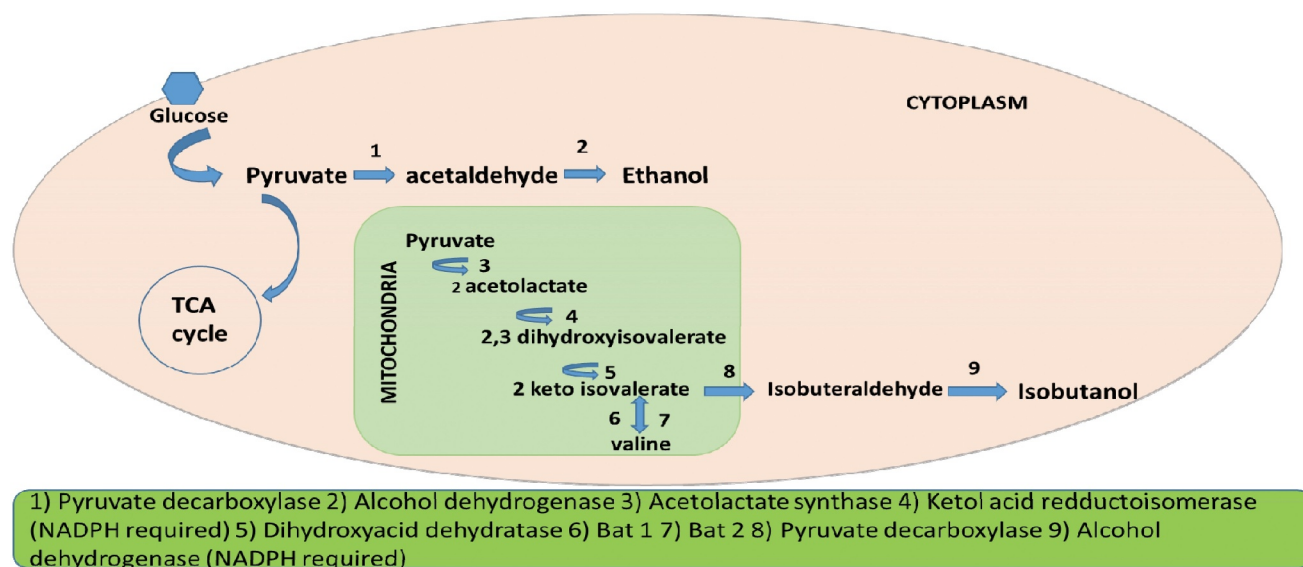 CYTOPLASM
Glucose
1
2
Pyruvate
acetaldehyde
Ethanol
MITOCHONDRIA
Pyruvate
3
2 acetolactate
4
2,3 dihydroxyisovalerate
5
2 keto isovalerate
8
Isobuteraldehyde
9
Isobutanol
6
7
valine
TCA
cycle
1) Pyruvate decarboxylase 2) Alcohol dehydrogenase 3) Acetolactate synthase 4) Ketol acid redductoisomerase
(NADPH required) 5) Dihydroxyacid dehydratase 6) Bat 1 7) Bat 2 8) Pyruvate decarboxylase 9) Alcohol
dehydrogenase (NADPH required)